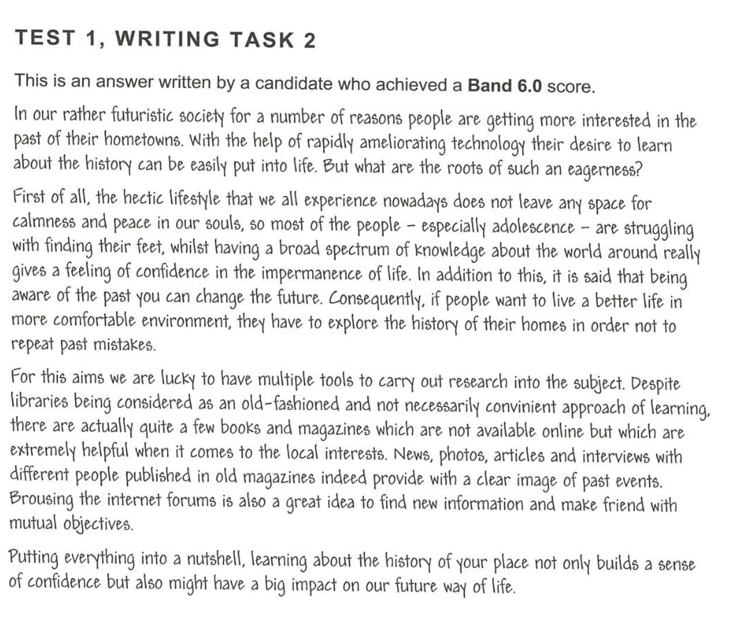 TEST 1, WRITING TASK 2
This is an answer written by a candidate who achieved a Band 6.0 score.
In our rather futuristic society for a number of reasons people are getting more interested in the
past of their hometowns. With the help of rapidly ameliorating technology their desire to learn
about the history can be easily put into life. But what are the roots of such an eagerness?
First of all, the hectic lifestyle that we all experience nowadays does not leave any space for
calmness and peace in our souls, so most of the people – especially adolescence – are struggling
with finding their feet, whilst having a broad spectrum of knowledge about the world around really
gives a feeling of confidence in the impermanence of life. In addition to this, it is said that being
aware of the past you can change the future. Consequently, if people want to live a better life in
more comfortable environment, they have to explore the history of their homes in order not to
repeat past mistakes.
For this aims we are lucky to have multiple tools to carry out research into the subject. Despite
libraries being considered as an old-fashioned and not necessarily convinient approach of learning,
there are actually quite a few books and magazines which are not available online but which are
extremely helpful when it comes to the local interests. News, photos, articles and interviews with
different people published in old magazines indeed provide with a clear image of past events.
Brousing the internet forums is also a great idea to find new information and make friend with
mutual objectives.
Putting everything into a nutshell, learning about the history of your place not only builds a sense
of confidence but also might have a big impact on our future way of life.